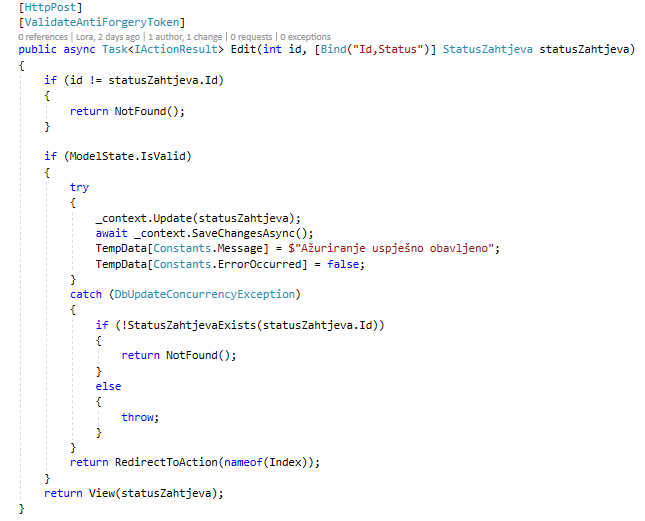 [HttpPost]
[ValidateAntiForgeryToken]
0 references | Lora, 2 days ago | 1 author, 1 change | 0 requests | 0 exceptions
public async Task<IActionResult> Edit(int id, [Bind("Id,Status")] StatusZahtjeva statusZahtjeva)
{
    if (id != statusZahtjeva.Id)
    {
        return NotFound();
    }

    if (ModelState.IsValid)
    {
        try
        {
            _context.Update(statusZahtjeva);
            await _context.SaveChangesAsync();
            TempData[Constants.Message] = $"Ažuriranje uspješno obavljeno";
            TempData[Constants.ErrorOccurred] = false;
        }
        catch (DbUpdateConcurrencyException)
        {
            if (!StatusZahtjevaExists(statusZahtjeva.Id))
            {
                return NotFound();
            }
            else
            {
                throw;
            }
        }
        return RedirectToAction(nameof(Index));
    }
    return View(statusZahtjeva);
}